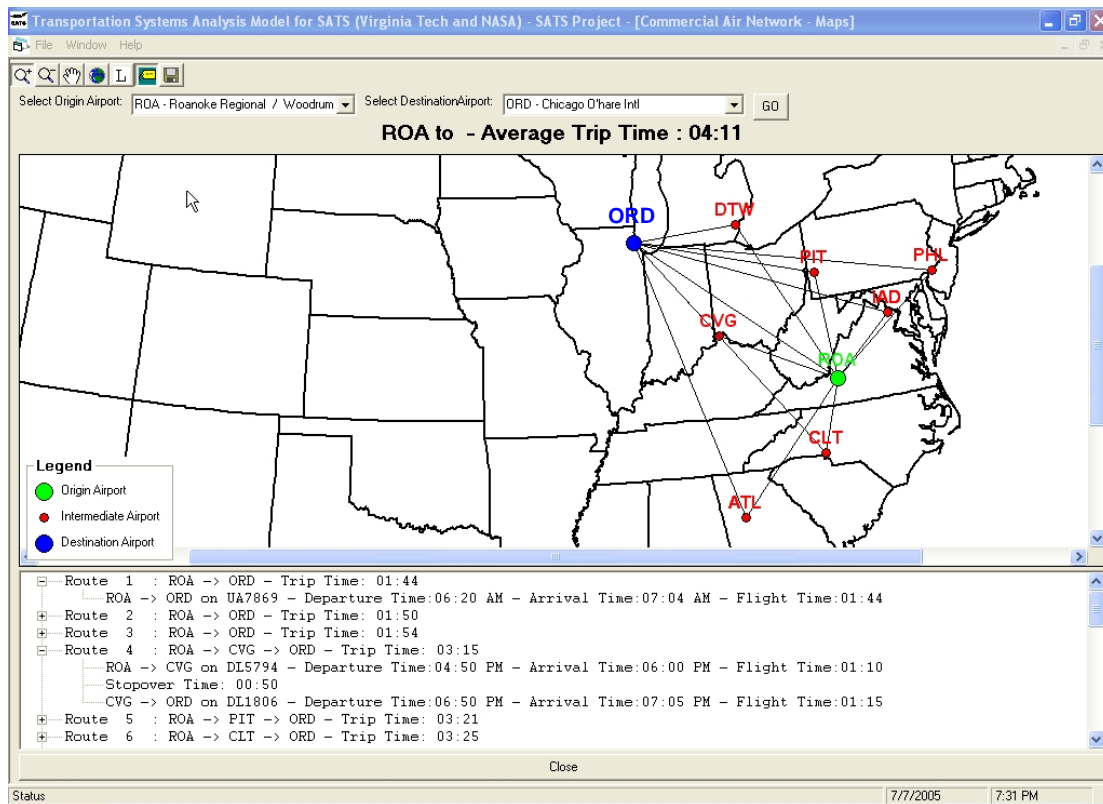 SATS Transportation Systems Analysis Model for SATS (Virginia Tech and NASA) - SATS Project - [Commercial Air Network - Maps]
File Window Help
L
Select Origin Airport: ROA - Roanoke Regional / Woodrum Select DestinationAirport: ORD - Chicago O'hare Intl GO
ROA to - Average Trip Time : 04:11
ORD
DTW
PIT
PHL
IAD
CVG
ROA
CLT
ATL
Legend
Origin Airport
Intermediate Airport
Destination Airport
Route 1 : ROA -> ORD - Trip Time: 01:44
ROA -> ORD on UA7869 - Departure Time:06:20 AM - Arrival Time:07:04 AM - Flight Time:01:44
Route 2 : ROA -> ORD - Trip Time: 01:50
Route 3 : ROA -> ORD - Trip Time: 01:54
Route 4 : ROA -> CVG -> ORD - Trip Time: 03:15
ROA -> CVG on DL5794 - Departure Time:04:50 PM - Arrival Time:06:00 PM - Flight Time:01:10
Stopover Time: 00:50
CVG -> ORD on DL1806 - Departure Time:06:50 PM - Arrival Time:07:05 PM - Flight Time:01:15
Route 5 : ROA -> PIT -> ORD - Trip Time: 03:21
Route 6 : ROA -> CLT -> ORD - Trip Time: 03:25
Close
Status 7/7/2005 7:31 PM